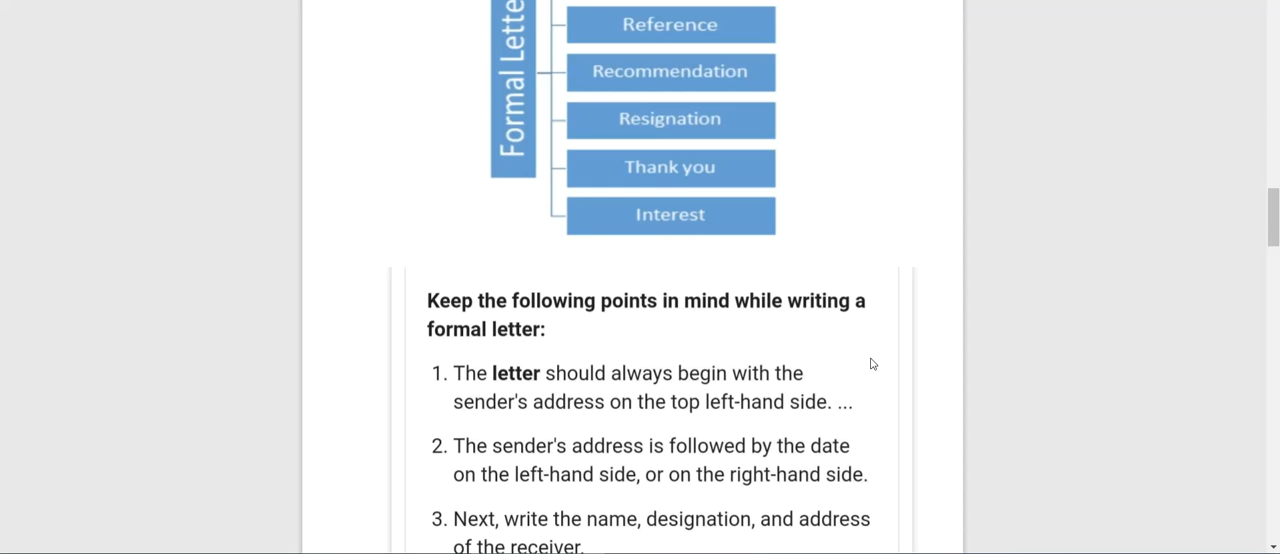 Formal Lette
Reference
Recommendation
Resignation
Thank you
Interest
Keep the following points in mind while writing a
formal letter:
1. The letter should always begin with the
sender's address on the top left-hand side. ...
2. The sender's address is followed by the date
on the left-hand side, or on the right-hand side.
3. Next, write the name, designation, and address
of the receiver.